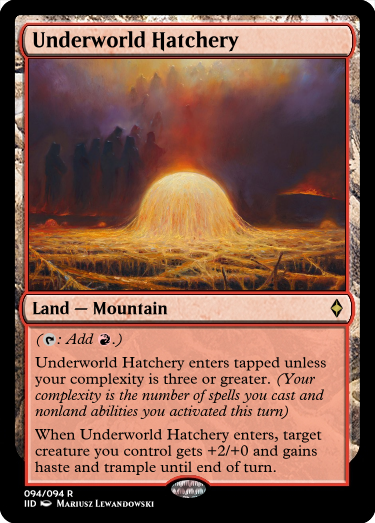 Underworld Hatchery
Land — Mountain
(: Add .)
Underworld Hatchery enters tapped unless
your complexity is three or greater. (Your
complexity is the number of spells you cast and
nonland abilities you activated this turn)
When Underworld Hatchery enters, target
creature you control gets +2/+0 and gains
haste and trample until end of turn.
094/094 R
IID Mariusz Lewandowski